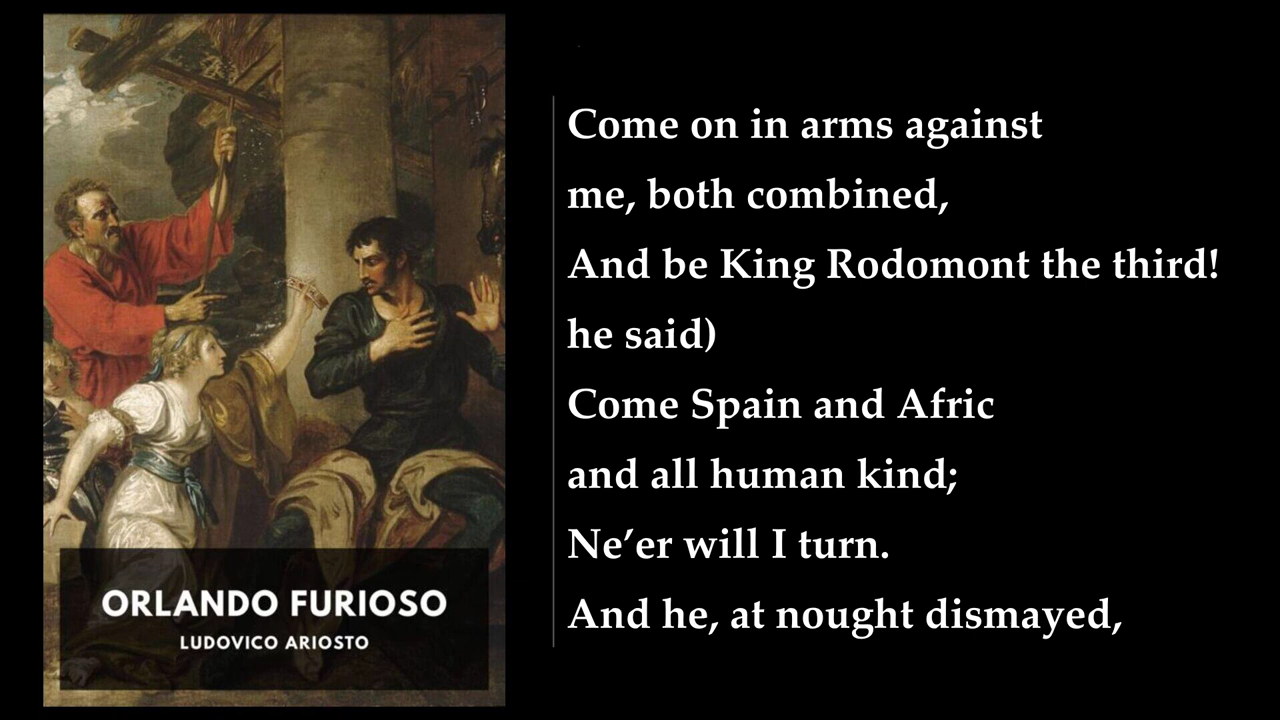 ORLANDO FURIOSO
LUDOVICO ARIOSTO
Come on in arms against
me, both combined,
And be King Rodomont the third!
he said)
Come Spain and Afric
and all human kind;
Ne’er will I turn.
And he, at nought dismayed,